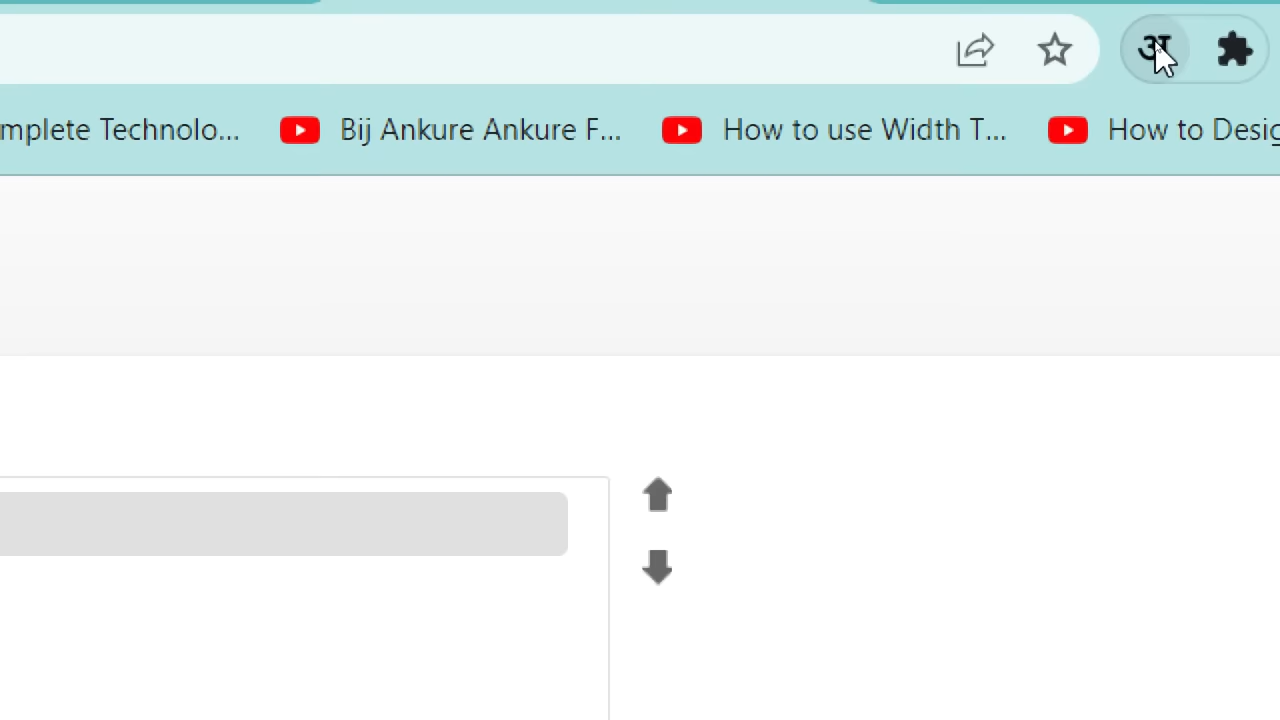 अ
mplete Technolo...
Bij Ankure Ankure F...
How to use Width T...
How to Desig